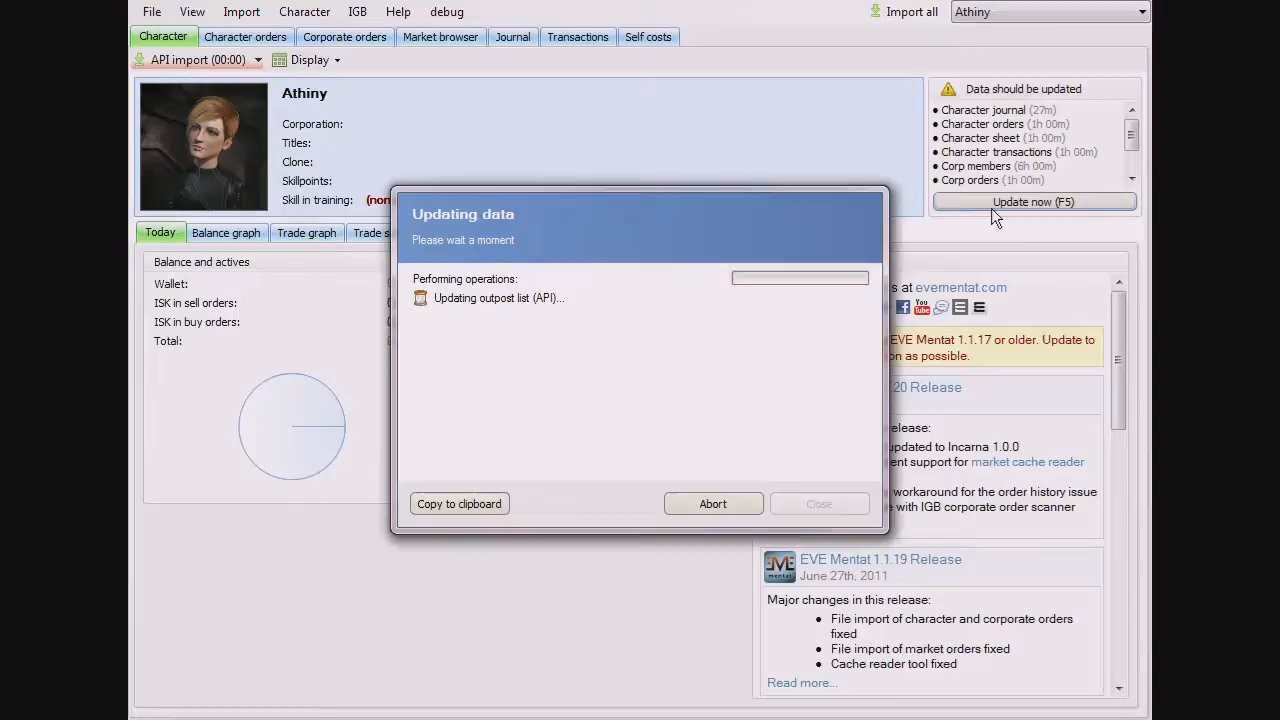 File View Import Character IGB Help debug
Import all
Athiny
Character
Character orders
Corporate orders
Market browser
Journal
Transactions
Self costs
API import (00:00)
Display
Athiny
Corporation:
Titles:
Clone:
Skillpoints:
Skill in training: (non
Data should be updated
Character journal (27m)
Character orders (1h 00m)
Character sheet (1h 00m)
Character transactions (1h 00m)
Corp members (6h 00m)
Corp orders (1h 00m)
Update now (F5)
Today
Balance graph
Trade graph
Trade s
Balance and actives
Wallet:
ISK in sell orders:
ISK in buy orders:
Total:
Updating data
Please wait a moment
Performing operations:
Updating outpost list (API)...
Copy to clipboard
Abort
Close
s at evementat.com
EVE Mentat 1.1.17 or older. Update to
on as possible.
.20 Release
elease:
updated to Incarna 1.0.0
ent support for market cache reader
workaround for the order history issue
with IGB corporate order scanner
EVE Mentat 1.1.19 Release
June 27th, 2011
Major changes in this release:
File import of character and corporate orders
fixed
File import of market orders fixed
Cache reader tool fixed
Read more...